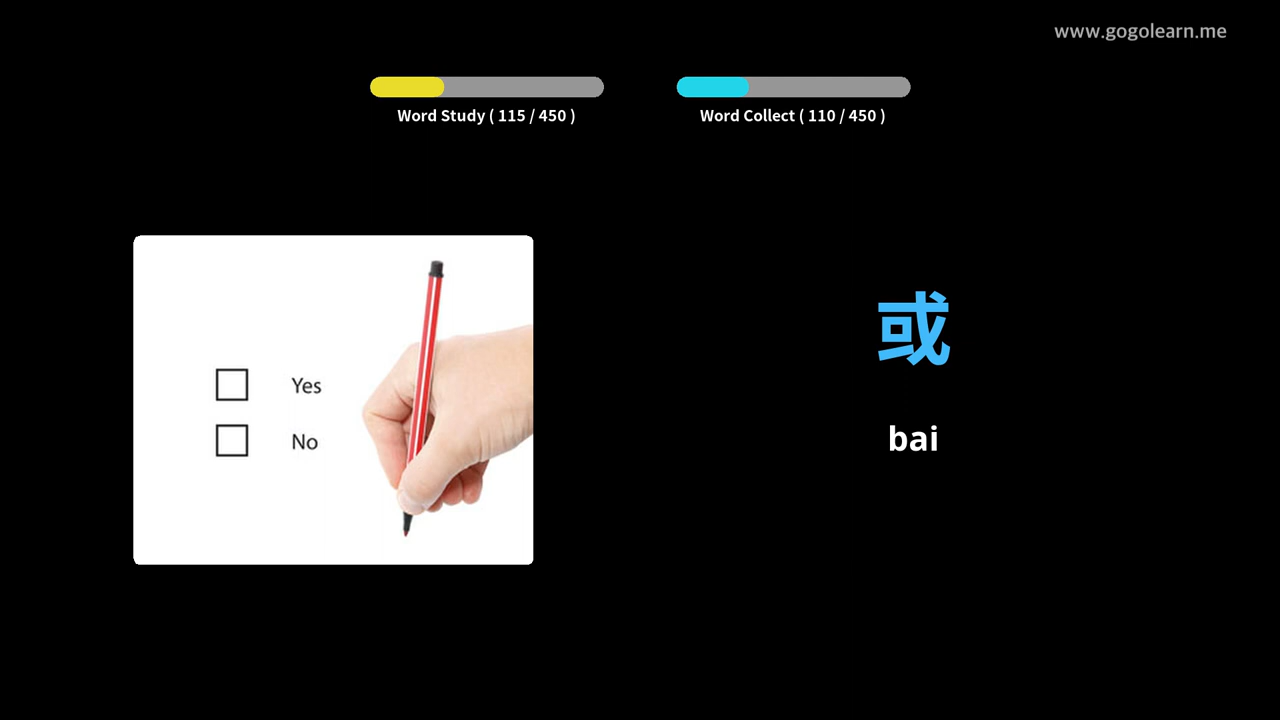 www.gogolearn.me
Word Study ( 115 / 450 )
Word Collect ( 110 / 450 )
Yes
No
或
bai